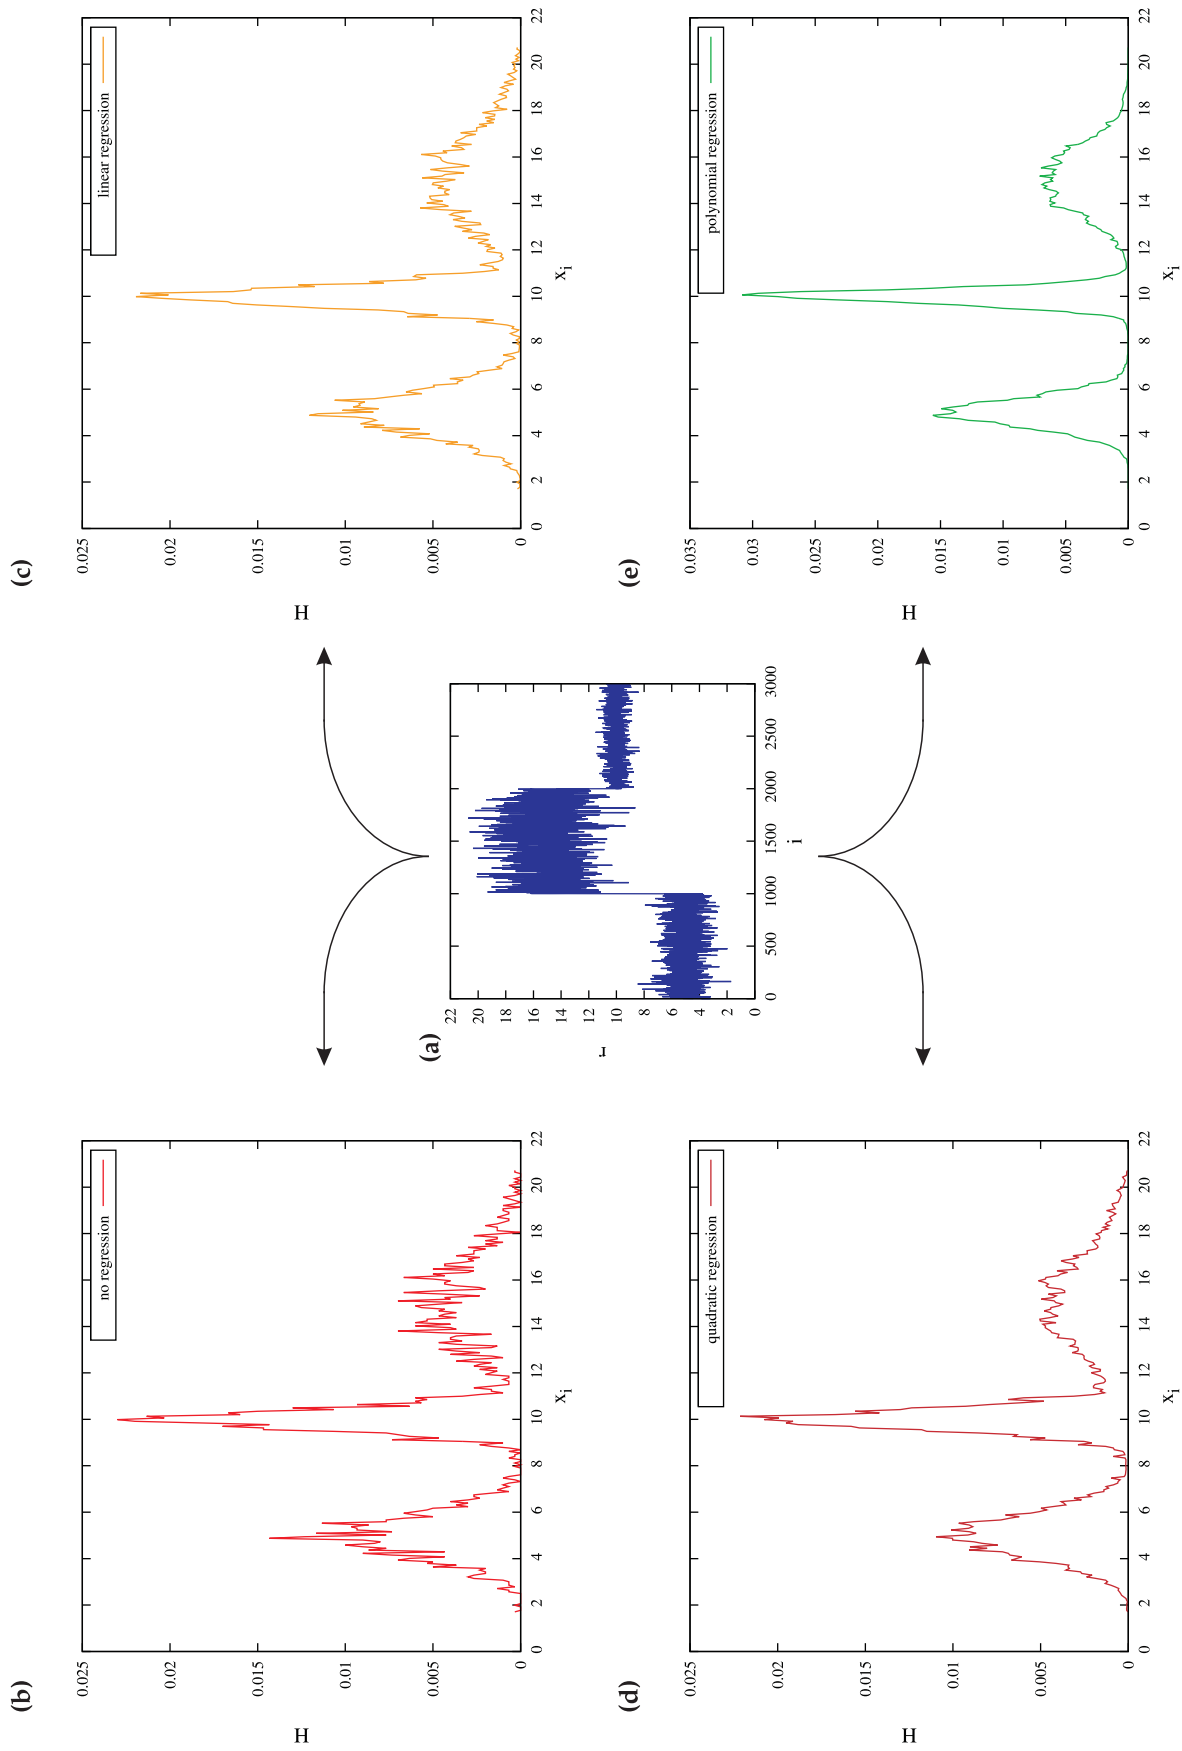 (a)
r
22
20
18
16
14
12
10
8
6
4
2
0
0 500 1000 1500 2000 2500 3000
i
(b)
H
0.025
0.02
0.015
0.01
0.005
0
0 2 4 6 8 10 12 14 16 18 20 22
x_i
no regression
(c)
H
0.025
0.02
0.015
0.01
0.005
0
0 2 4 6 8 10 12 14 16 18 20 22
x_i
linear regression
(d)
H
0.025
0.02
0.015
0.01
0.005
0
0 2 4 6 8 10 12 14 16 18 20 22
x_i
quadratic regression
(e)
H
0.035
0.03
0.025
0.02
0.015
0.01
0.005
0
0 2 4 6 8 10 12 14 16 18 20 22
x_i
polynomial regression